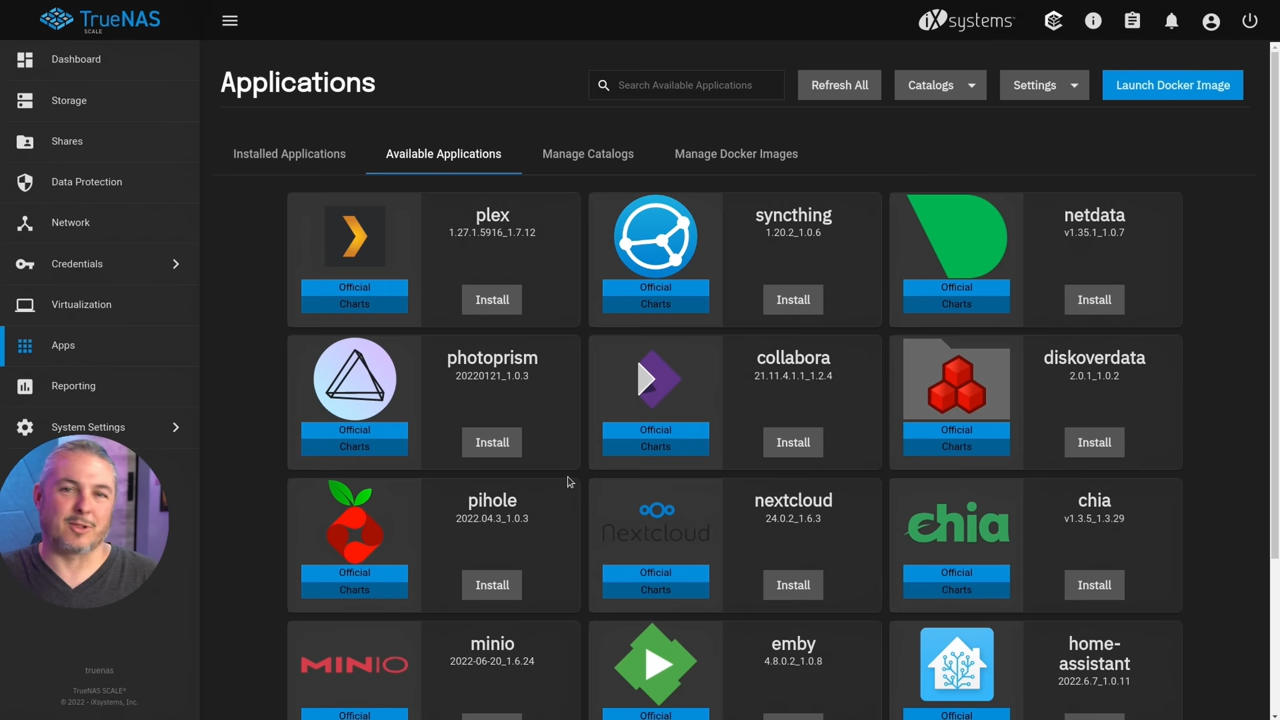 TrueNAS
SCALE
iXsystems
Dashboard
Storage
Shares
Data Protection
Network
Credentials
Virtualization
Apps
Reporting
System Settings
truenas
TrueNAS SCALE®
© 2022 - iXsystems, Inc.
Applications
Search Available Applications
Refresh All
Catalogs
Settings
Launch Docker Image
Installed Applications
Available Applications
Manage Catalogs
Manage Docker Images
plex
1.27.1.5916_1.7.12
Official
Charts
Install
syncthing
1.20.2_1.0.6
Official
Charts
Install
netdata
v1.35.1_1.0.7
Official
Charts
Install
photoprism
20220121_1.0.3
Official
Charts
Install
collabora
21.11.4.1.1_1.2.4
Official
Charts
Install
diskoverdata
2.0.1_1.0.2
Official
Charts
Install
pihole
2022.04.3_1.0.3
Official
Charts
Install
Nextcloud
nextcloud
24.0.2_1.6.3
Official
Charts
Install
chia
chia
v1.3.5_1.3.29
Official
Charts
Install
MINIO
minio
2022-06-20_1.6.24
Official
emby
4.8.0.2_1.0.8
Official
home-
assistant
2022.6.7_1.0.11
Official